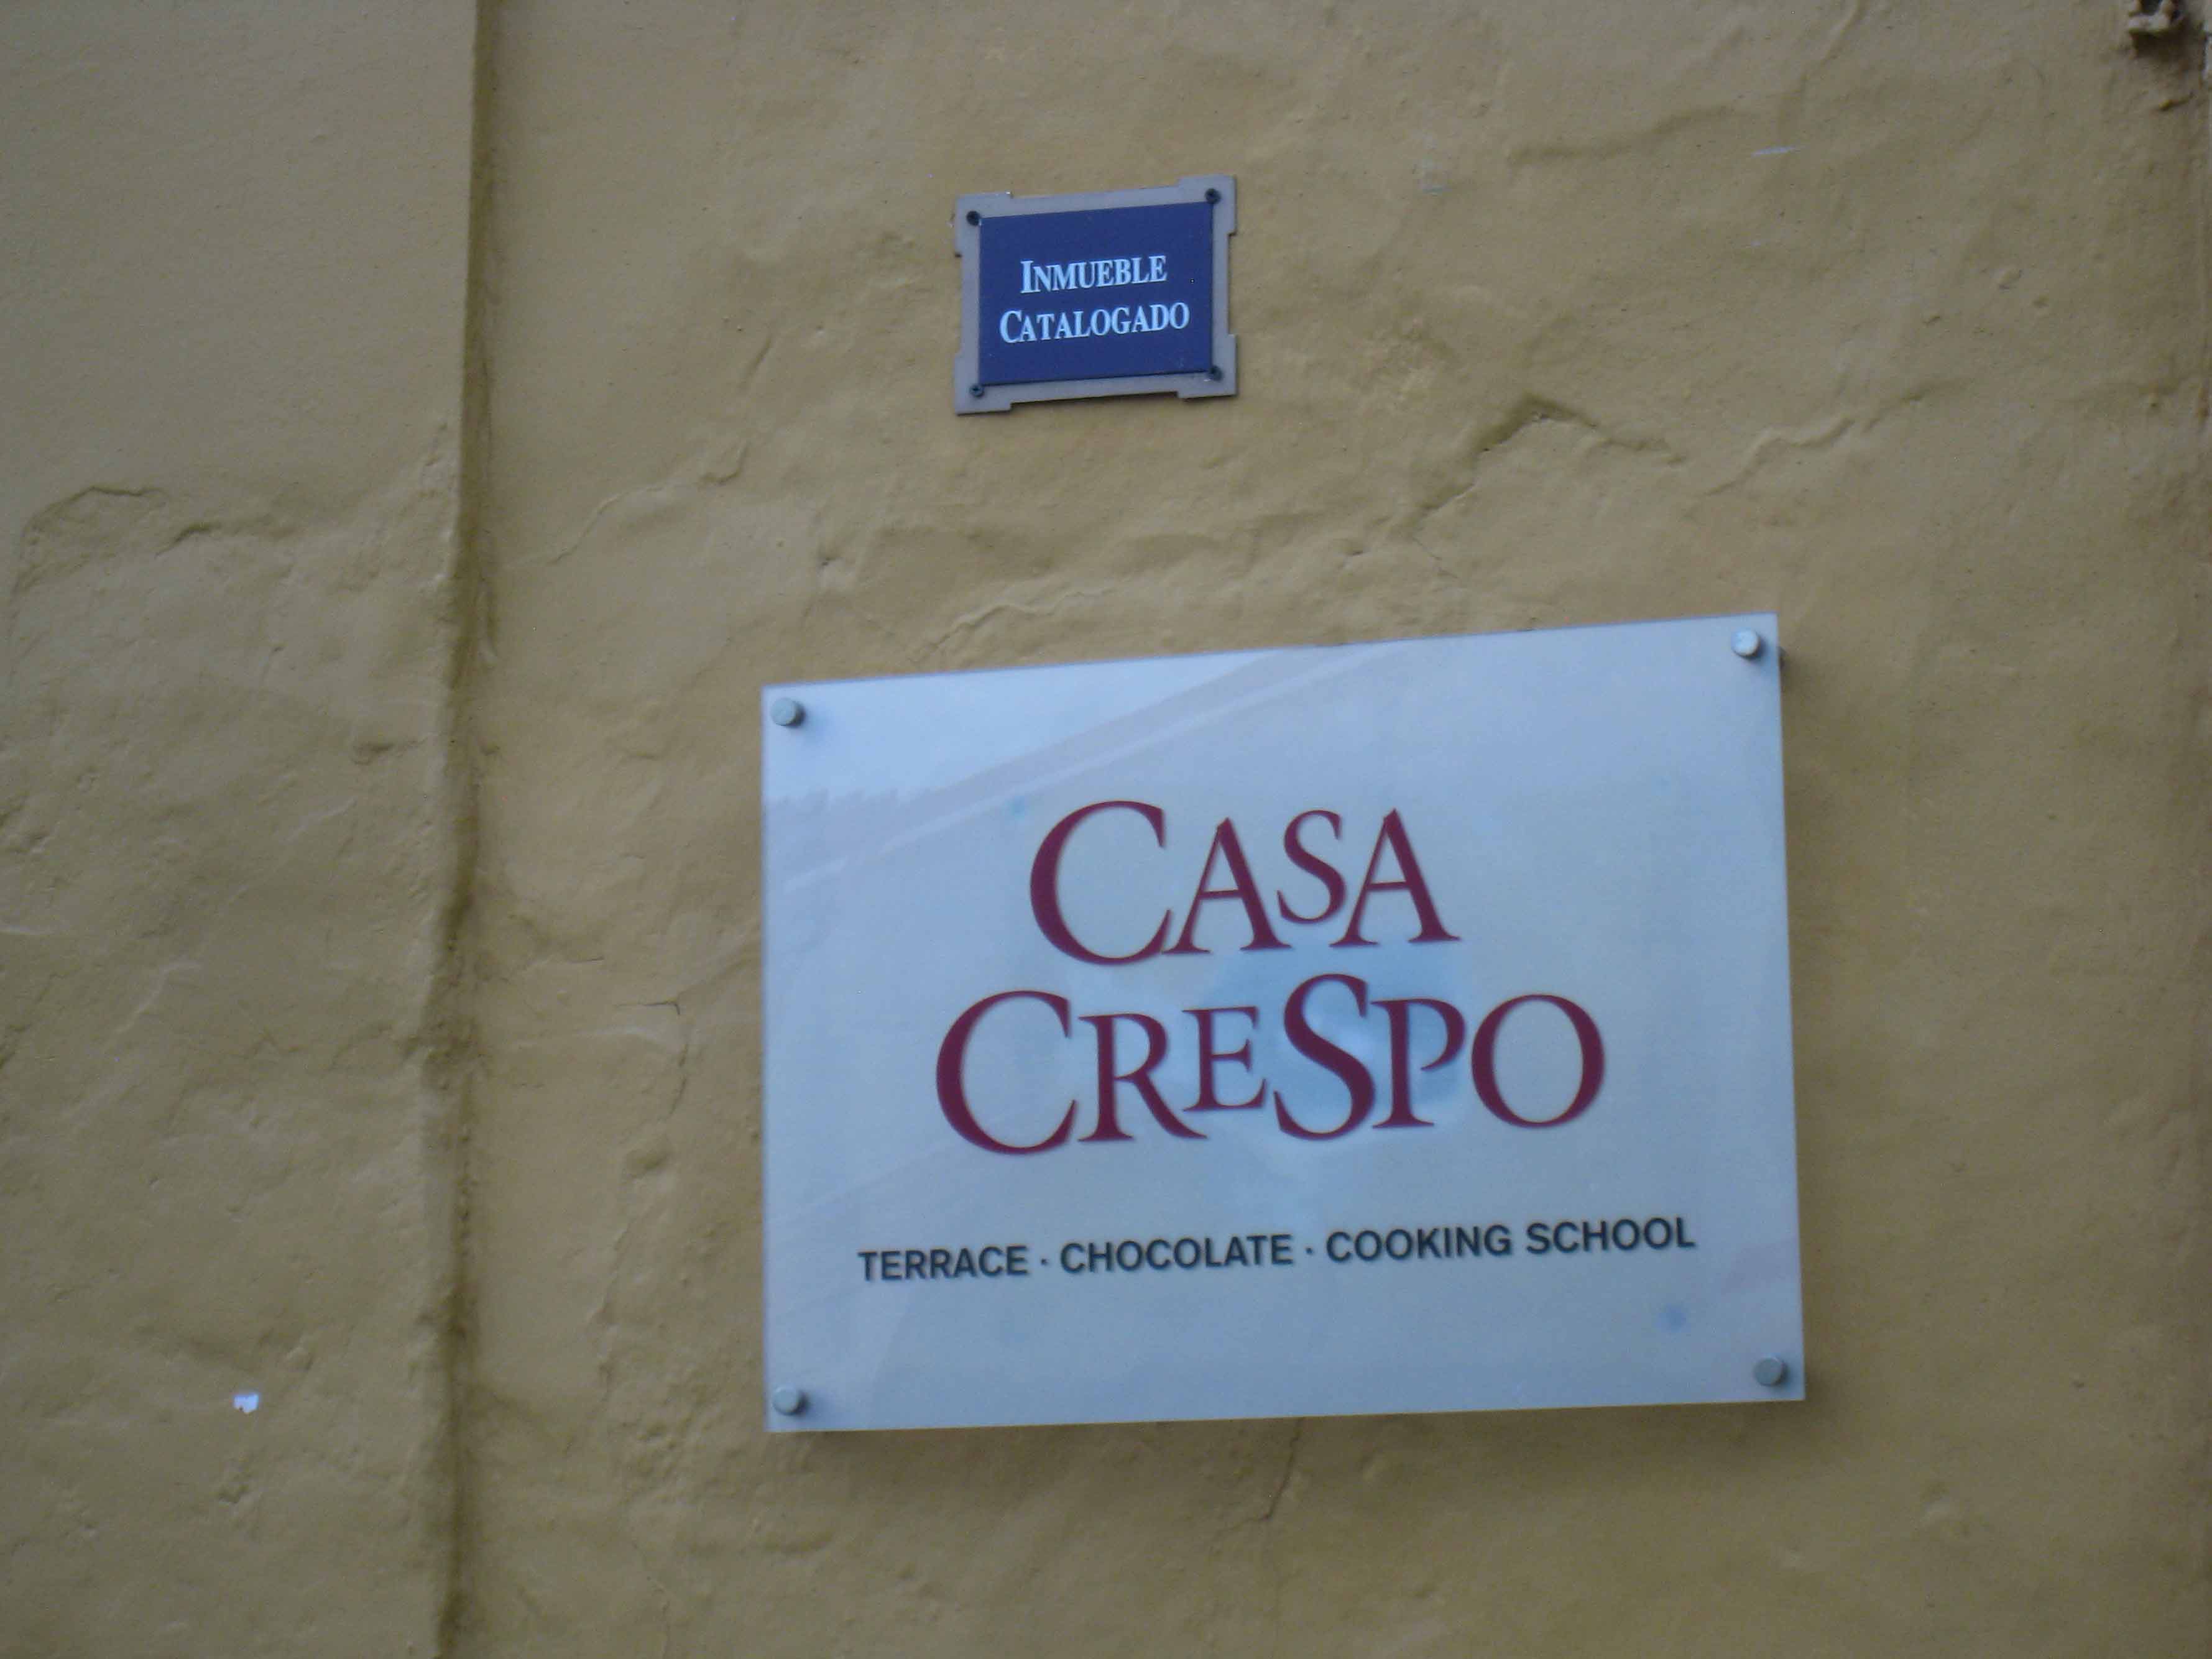 INMUEBLE
CATALOGADO
CASA
CRESPO
TERRACE · CHOCOLATE · COOKING SCHOOL